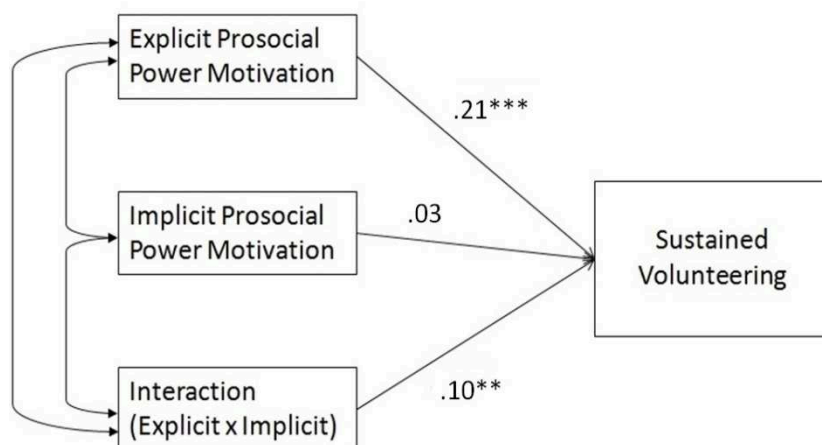 Explicit Prosocial
Power Motivation
.21***
Implicit Prosocial
Power Motivation
.03
Sustained
Volunteering
Interaction
(Explicit x Implicit)
.10**